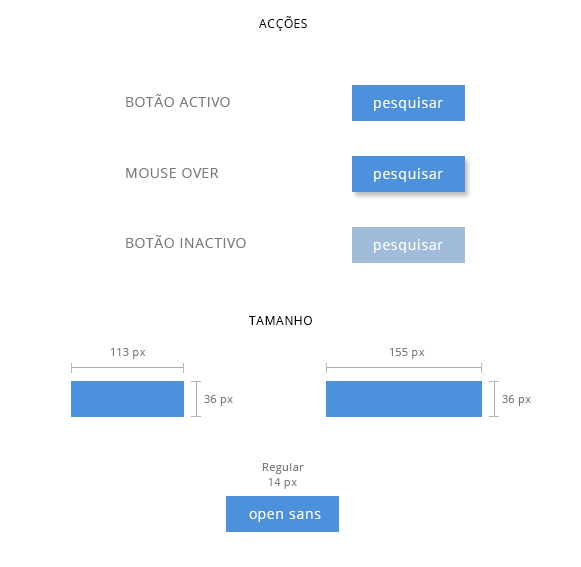 ACÇÕES
BOTÃO ACTIVO
pesquisar
MOUSE OVER
pesquisar
BOTÃO INACTIVO
pesquisar
TAMANHO
113 px
155 px
36 px
36 px
Regular
14 px
open sans